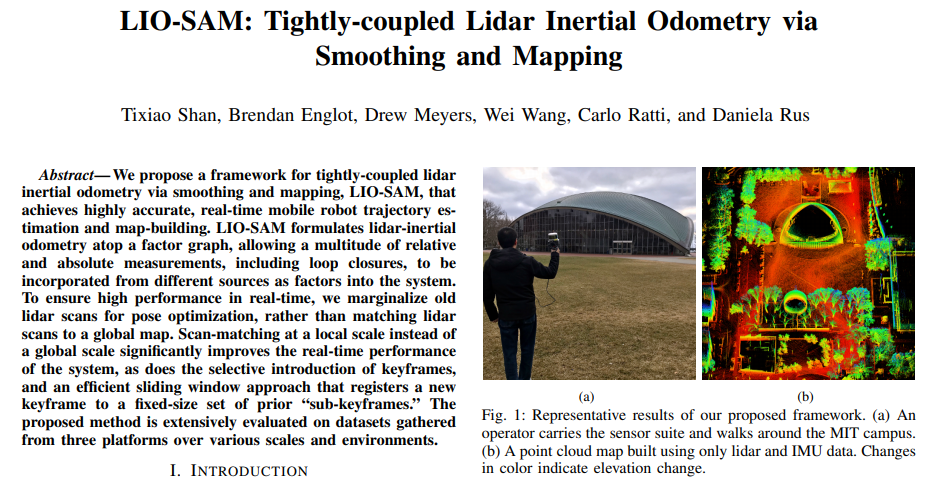 LIO-SAM: Tightly-coupled Lidar Inertial Odometry via
Smoothing and Mapping
Tixiao Shan, Brendan Englot, Drew Meyers, Wei Wang, Carlo Ratti, and Daniela Rus
Abstract—We propose a framework for tightly-coupled lidar
inertial odometry via smoothing and mapping, LIO-SAM, that
achieves highly accurate, real-time mobile robot trajectory es-
timation and map-building. LIO-SAM formulates lidar-inertial
odometry atop a factor graph, allowing a multitude of relative
and absolute measurements, including loop closures, to be
incorporated from different sources as factors into the system.
To ensure high performance in real-time, we marginalize old
lidar scans for pose optimization, rather than matching lidar
scans to a global map. Scan-matching at a local scale instead of
a global scale significantly improves the real-time performance
of the system, as does the selective introduction of keyframes,
and an efficient sliding window approach that registers a new
keyframe to a fixed-size set of prior “sub-keyframes.” The
proposed method is extensively evaluated on datasets gathered
from three platforms over various scales and environments.
I. INTRODUCTION
(a)
(b)
Fig. 1: Representative results of our proposed framework. (a) An
operator carries the sensor suite and walks around the MIT campus.
(b) A point cloud map built using only lidar and IMU data. Changes
in color indicate elevation change.